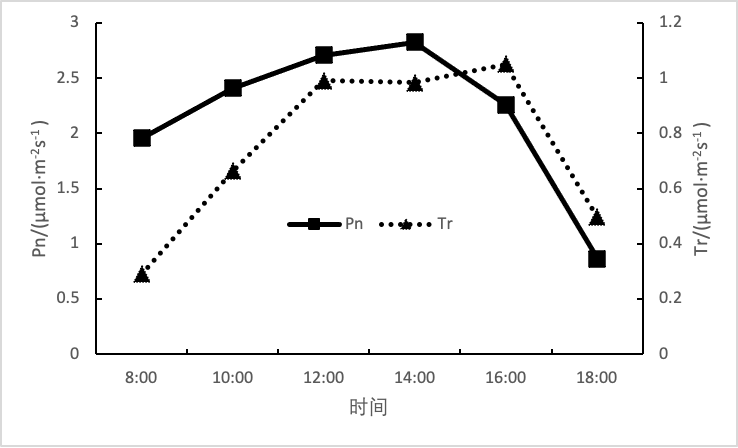 3
2.5
2
1.5
1
0.5
0
Pn/(μmol·m⁻²s⁻¹ )
Pn
Tr
1.2
1
0.8
0.6
0.4
0.2
0
Tr/(μmol·m⁻²s⁻¹ )
8:00 10:00 12:00 14:00 16:00 18:00
时间